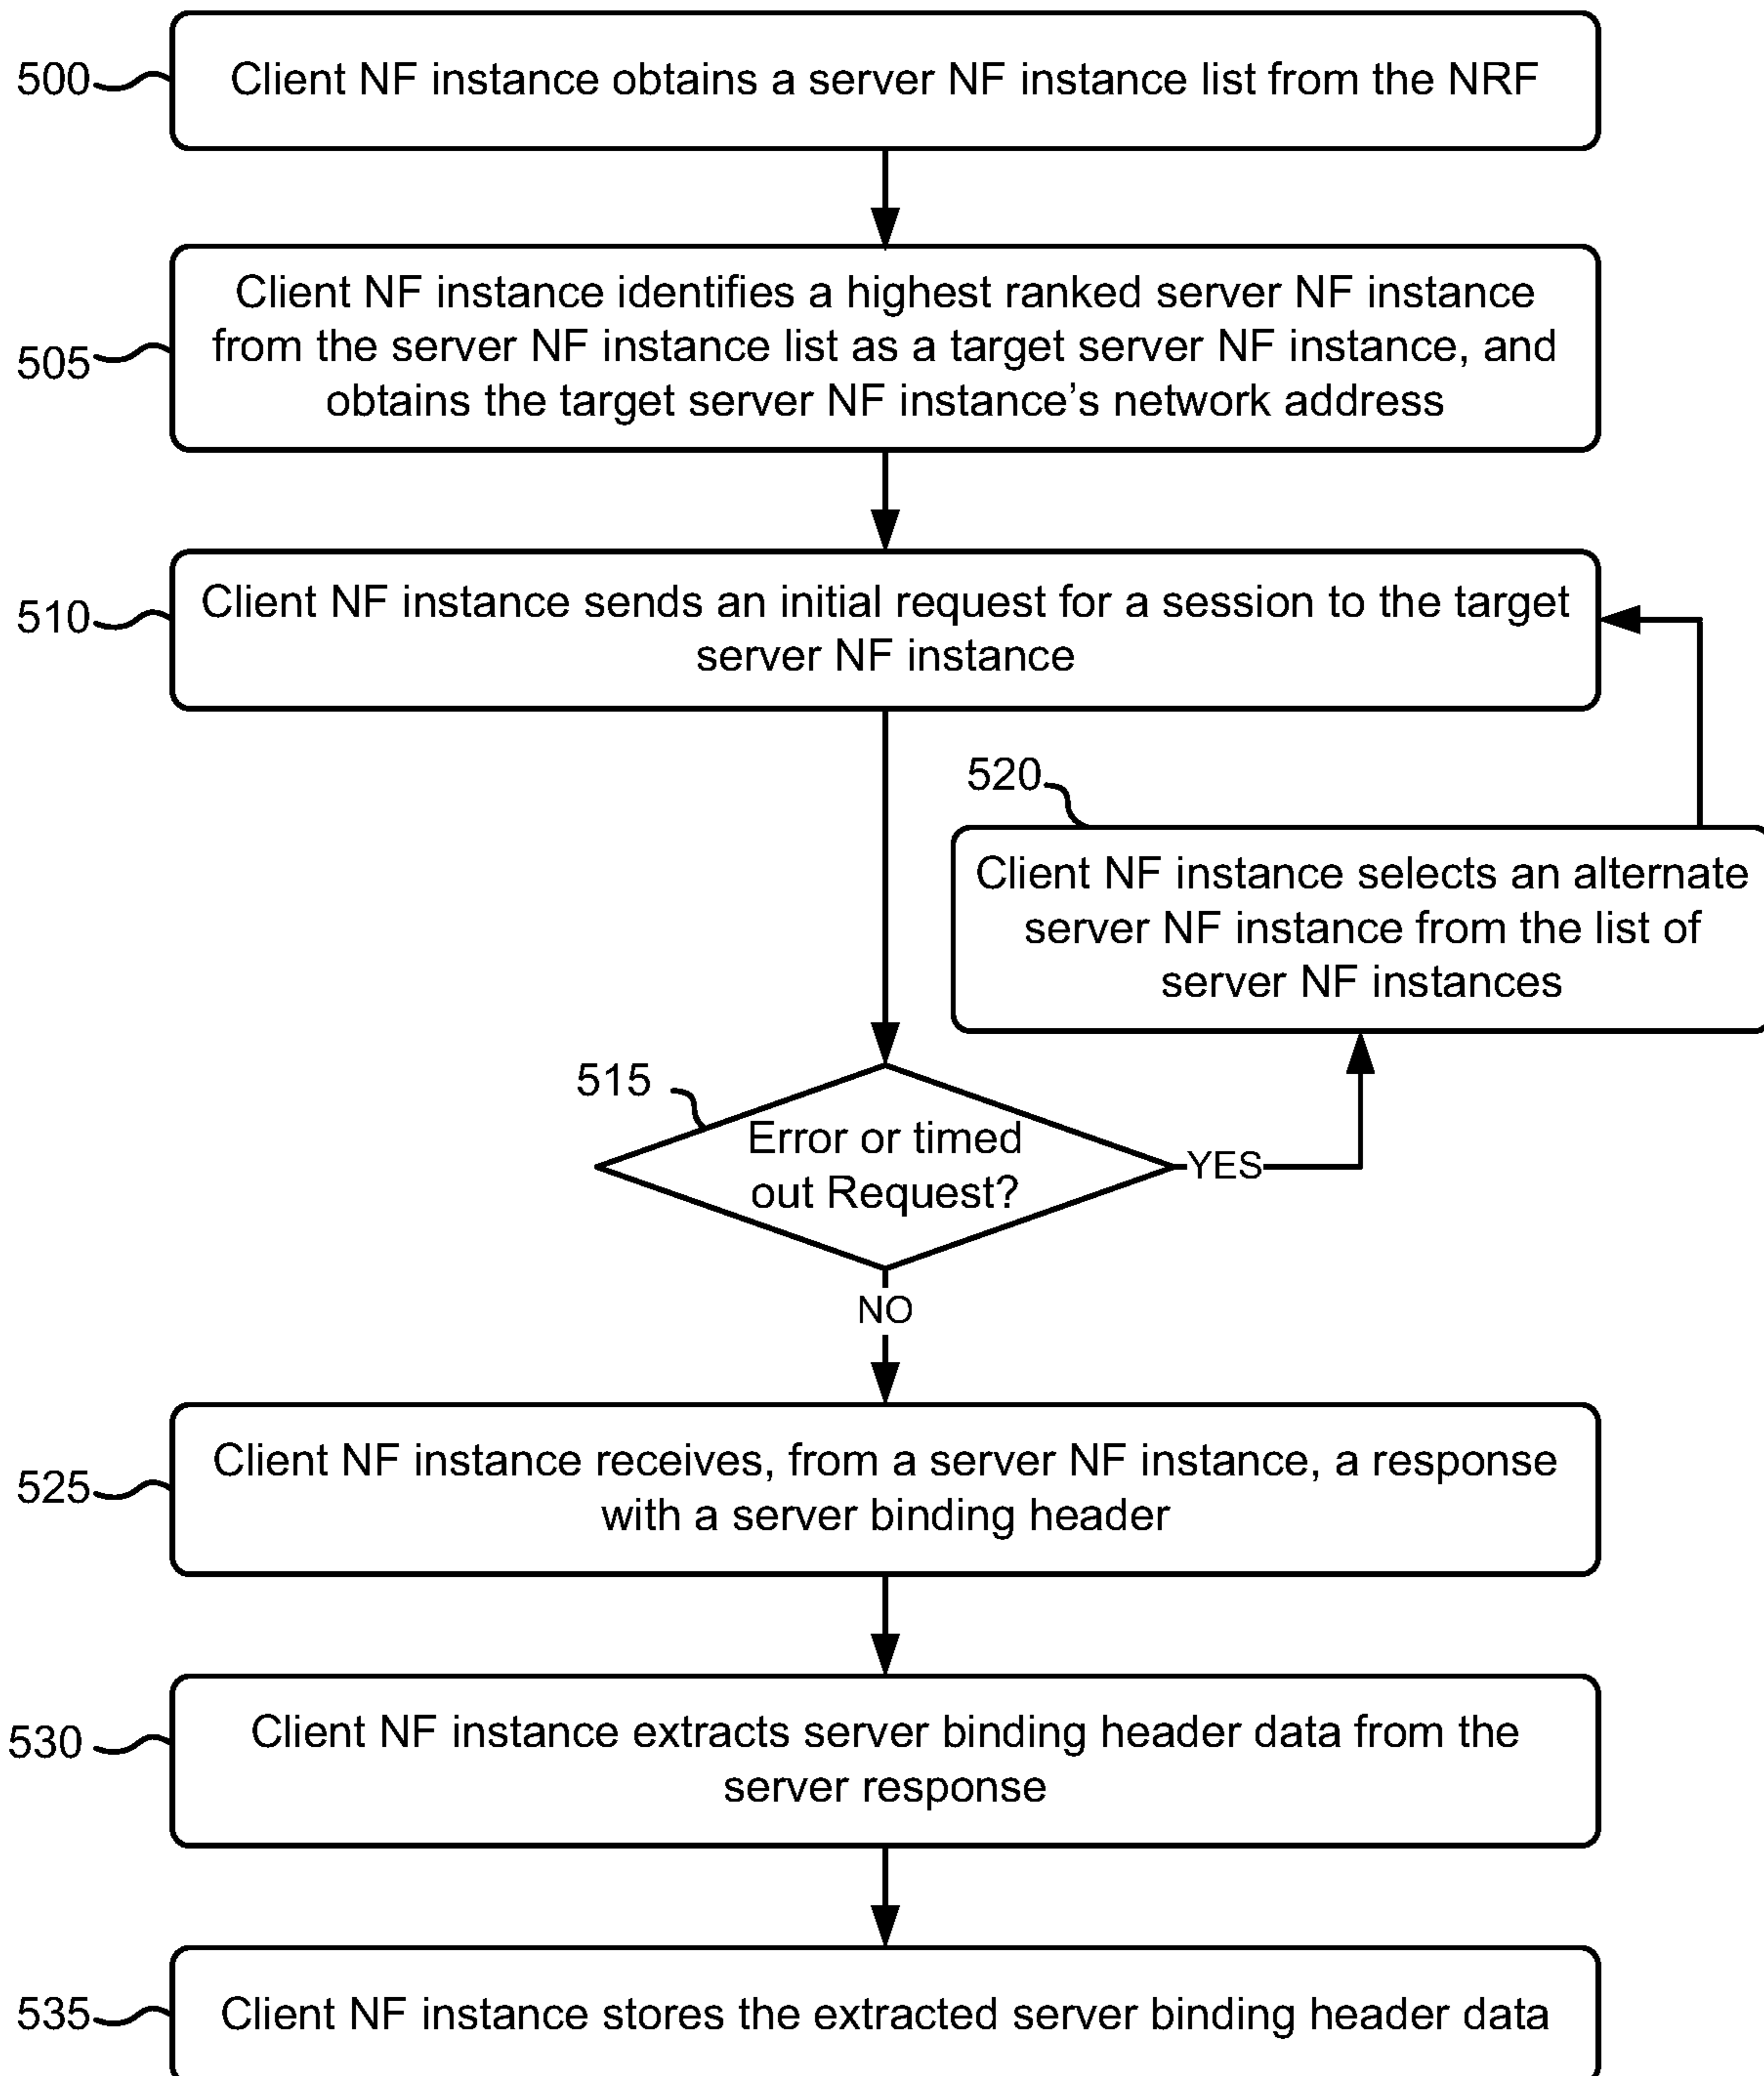 500
Client NF instance obtains a server NF instance list from the NRF
505
Client NF instance identifies a highest ranked server NF instance
from the server NF instance list as a target server NF instance, and
obtains the target server NF instance’s network address
510
Client NF instance sends an initial request for a session to the target
server NF instance
520
Client NF instance selects an alternate
server NF instance from the list of
server NF instances
515
Error or timed
out Request?
YES
NO
525
Client NF instance receives, from a server NF instance, a response
with a server binding header
530
Client NF instance extracts server binding header data from the
server response
535
Client NF instance stores the extracted server binding header data